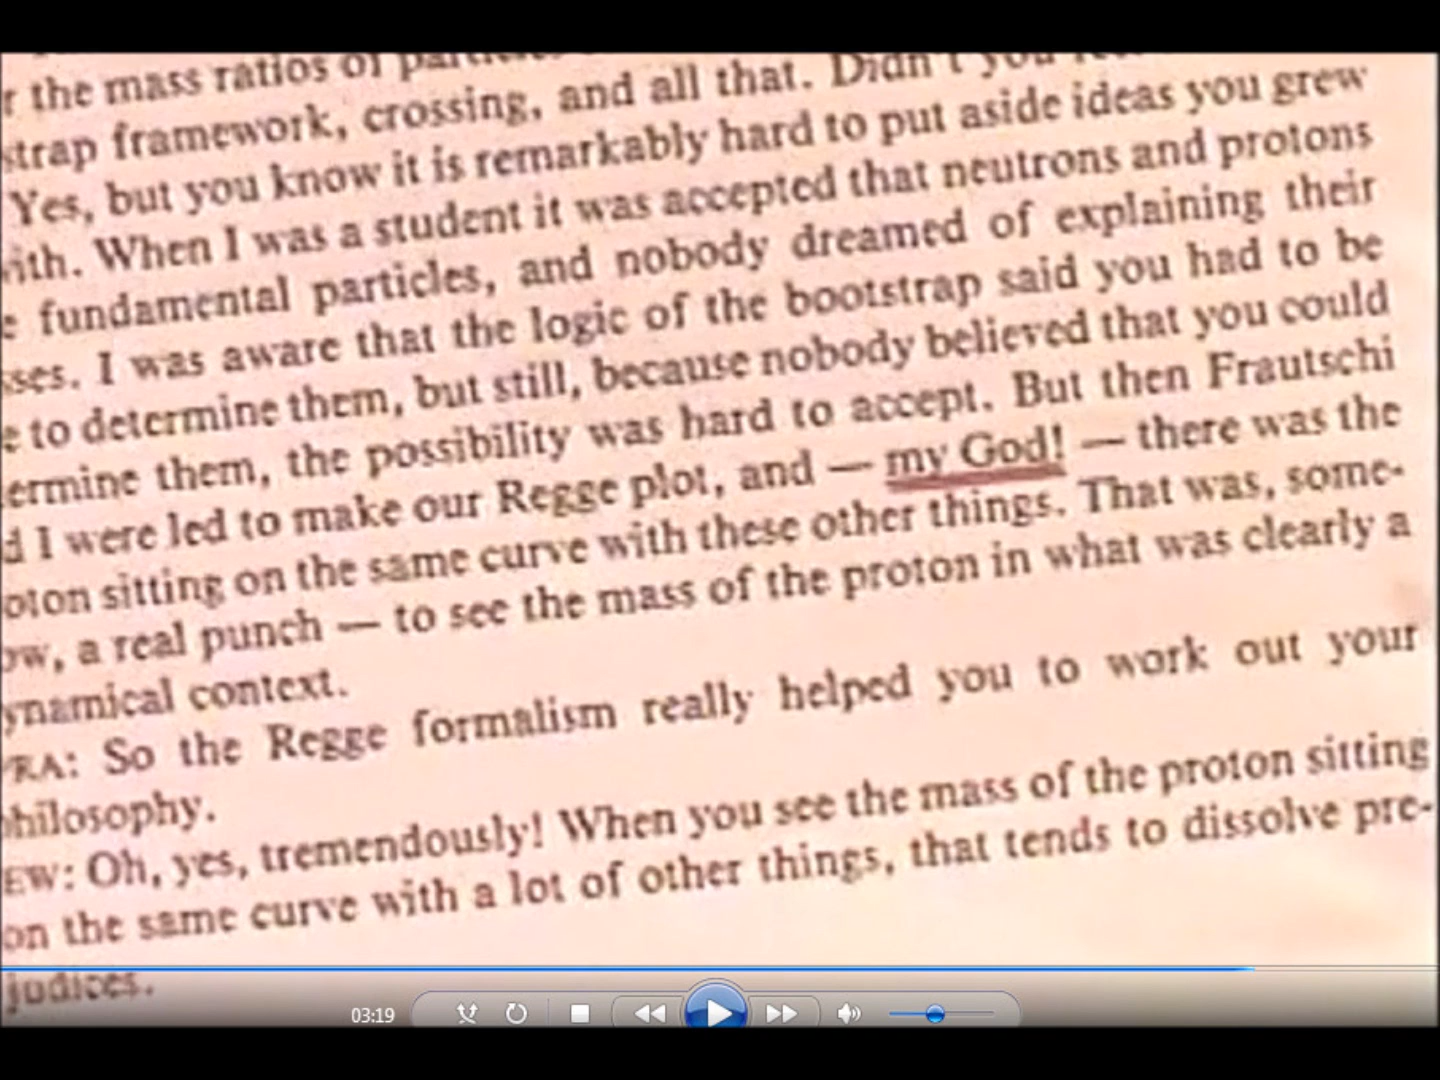 r the mass ratios of
strap framework, crossing, and all that. Didn't you
Yes, but you know it is remarkably hard to put aside ideas you grew
ith. When I was a student it was accepted that neutrons and protons
e fundamental particles, and nobody dreamed of explaining their
sses. I was aware that the logic of the bootstrap said you had to be
e to determine them, but still, because nobody believed that you could
ermine them, the possibility was hard to accept. But then Frautschi
d I were led to make our Regge plot, and — my God! — there was the
oton sitting on the same curve with these other things. That was, some-
ow, a real punch — to see the mass of the proton in what was clearly a
ynamical context.
RA: So the Regge formalism really helped you to work out your
hilosophy.
EW: Oh, yes, tremendously! When you see the mass of the proton sitting
on the same curve with a lot of other things, that tends to dissolve pre-
judices.
03:19